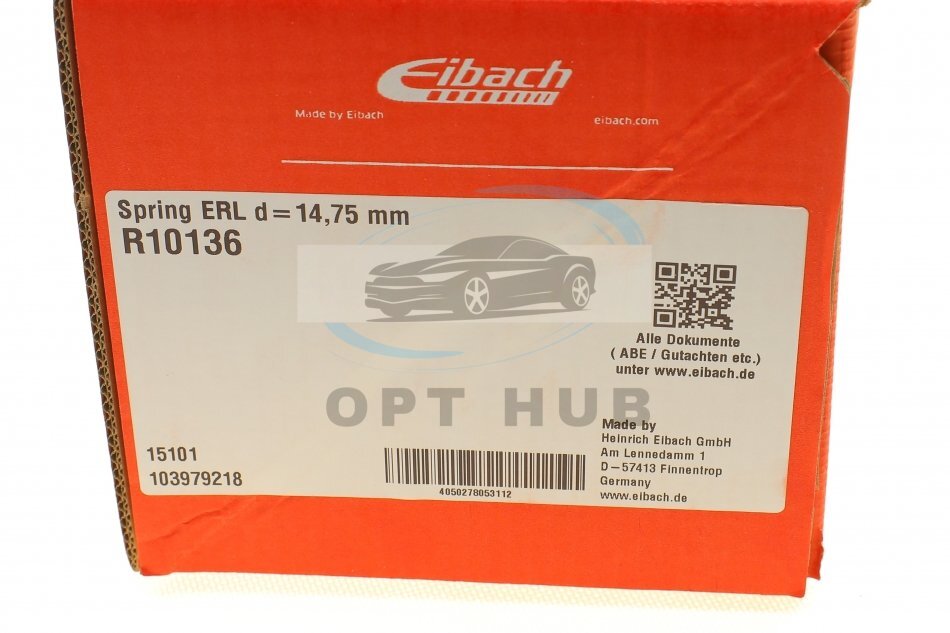 Eibach
Made by Eibach
eibach.com
Spring ERL d=14,75 mm
R10136
Alle Dokumente
( ABE / Gutachten etc.)
unter www.eibach.de
OPT HUB
Made by
Heinrich Eibach GmbH
Am Lennedamm 1
D-57413 Finnentrop
Germany
www.eibach.de
15101
103979218
4050278053112